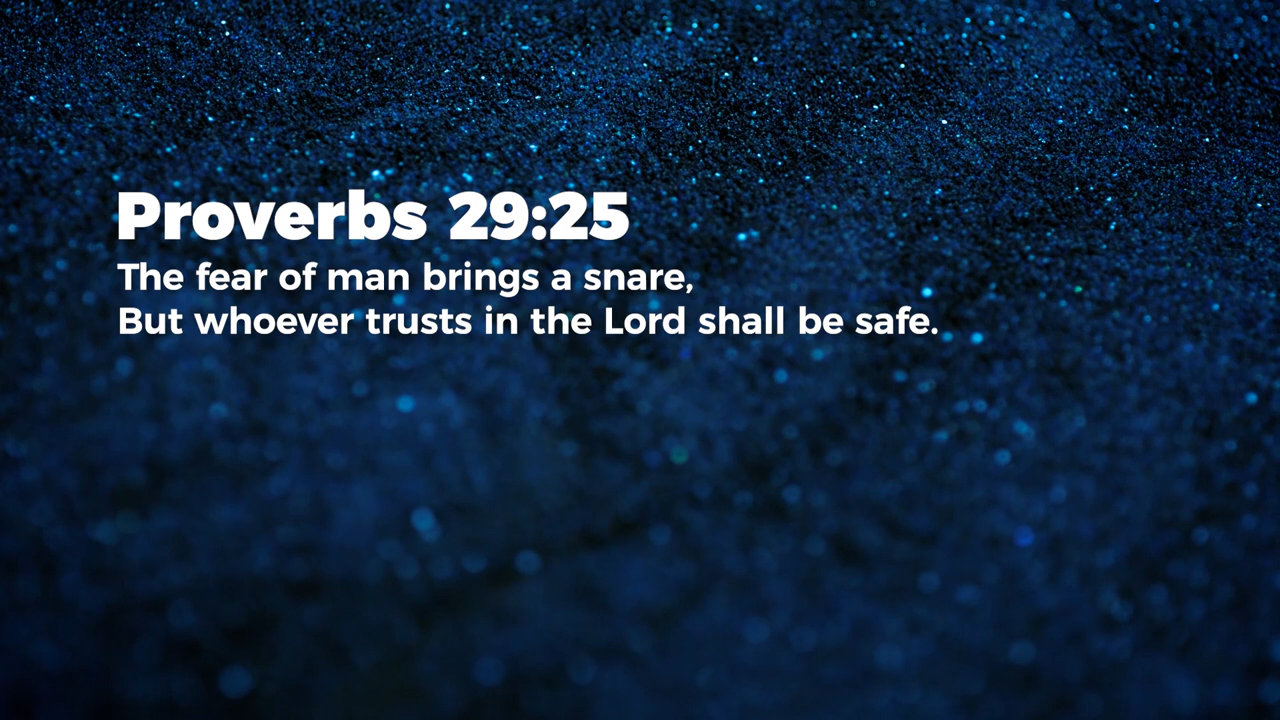 Proverbs 29:25
The fear of man brings a snare,
But whoever trusts in the Lord shall be safe.